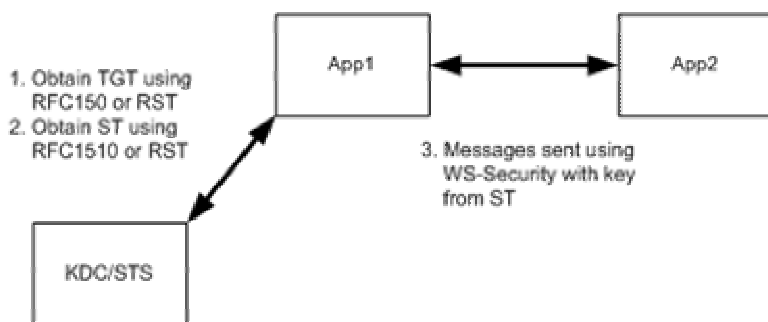 App1
App2
1. Obtain TGT using
RFC150 or RST
2. Obtain ST using
RFC1510 or RST
3. Messages sent using
WS-Security with key
from ST
KDC/STS